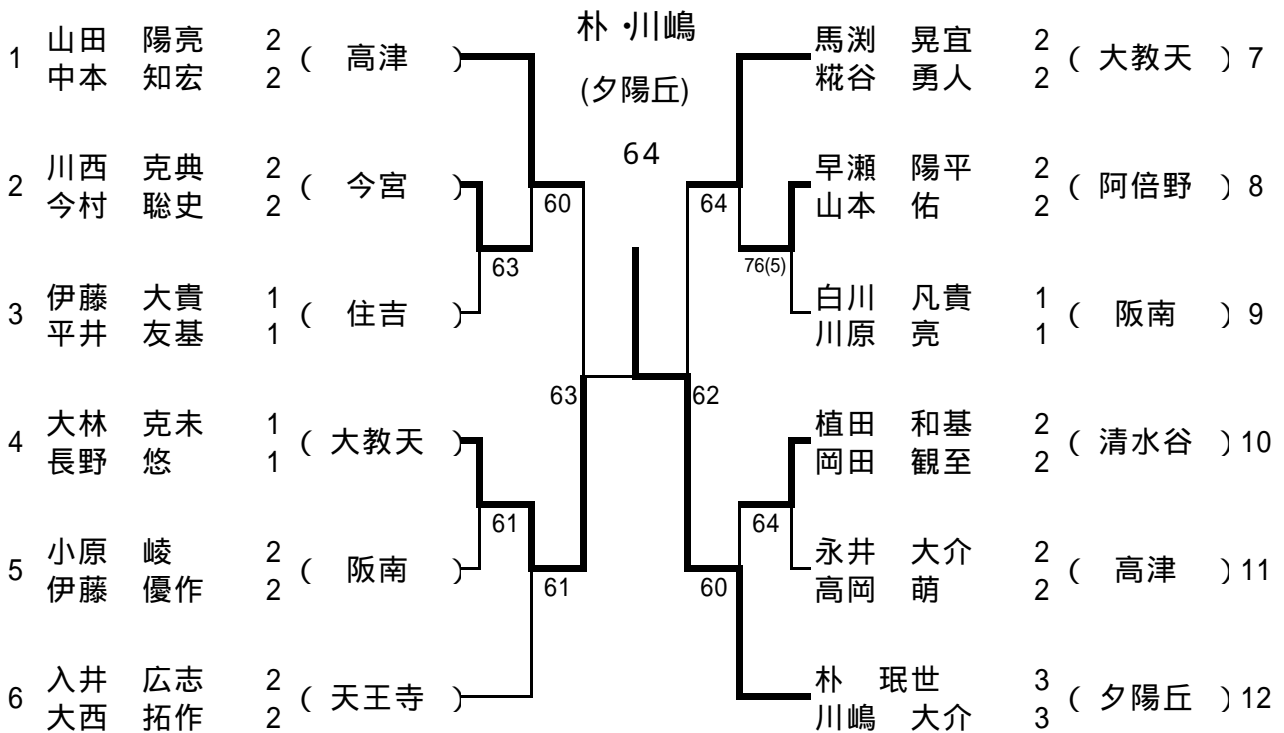 朴・川嶋
(夕陽丘)
64
1 山田 陽亮 2 ( 高津 )
中本 知宏 2
2 川西 克典 2 ( 今宮 )
今村 聡史 2
3 伊藤 大貴 1 ( 住吉 )
平井 友基 1
4 大林 克未 1 ( 大教天 )
長野 悠 1
5 小原 崚 2 ( 阪南 )
伊藤 優作 2
6 入井 広志 2 ( 天王寺 )
大西 拓作 2
60
63
63
61
61
馬渕 晃宜 2 ( 大教天 ) 7
糀谷 勇人 2
早瀬 陽平 2 ( 阿倍野 ) 8
山本 佑 2
白川 凡貴 1 ( 阪南 ) 9
川原 亮 1
植田 和基 2 ( 清水谷 ) 10
岡田 観至 2
永井 大介 2 ( 高津 ) 11
高岡 萌 2
朴 珉世 3 ( 夕陽丘 ) 12
川嶋 大介 3
64
76(5)
62
64
60